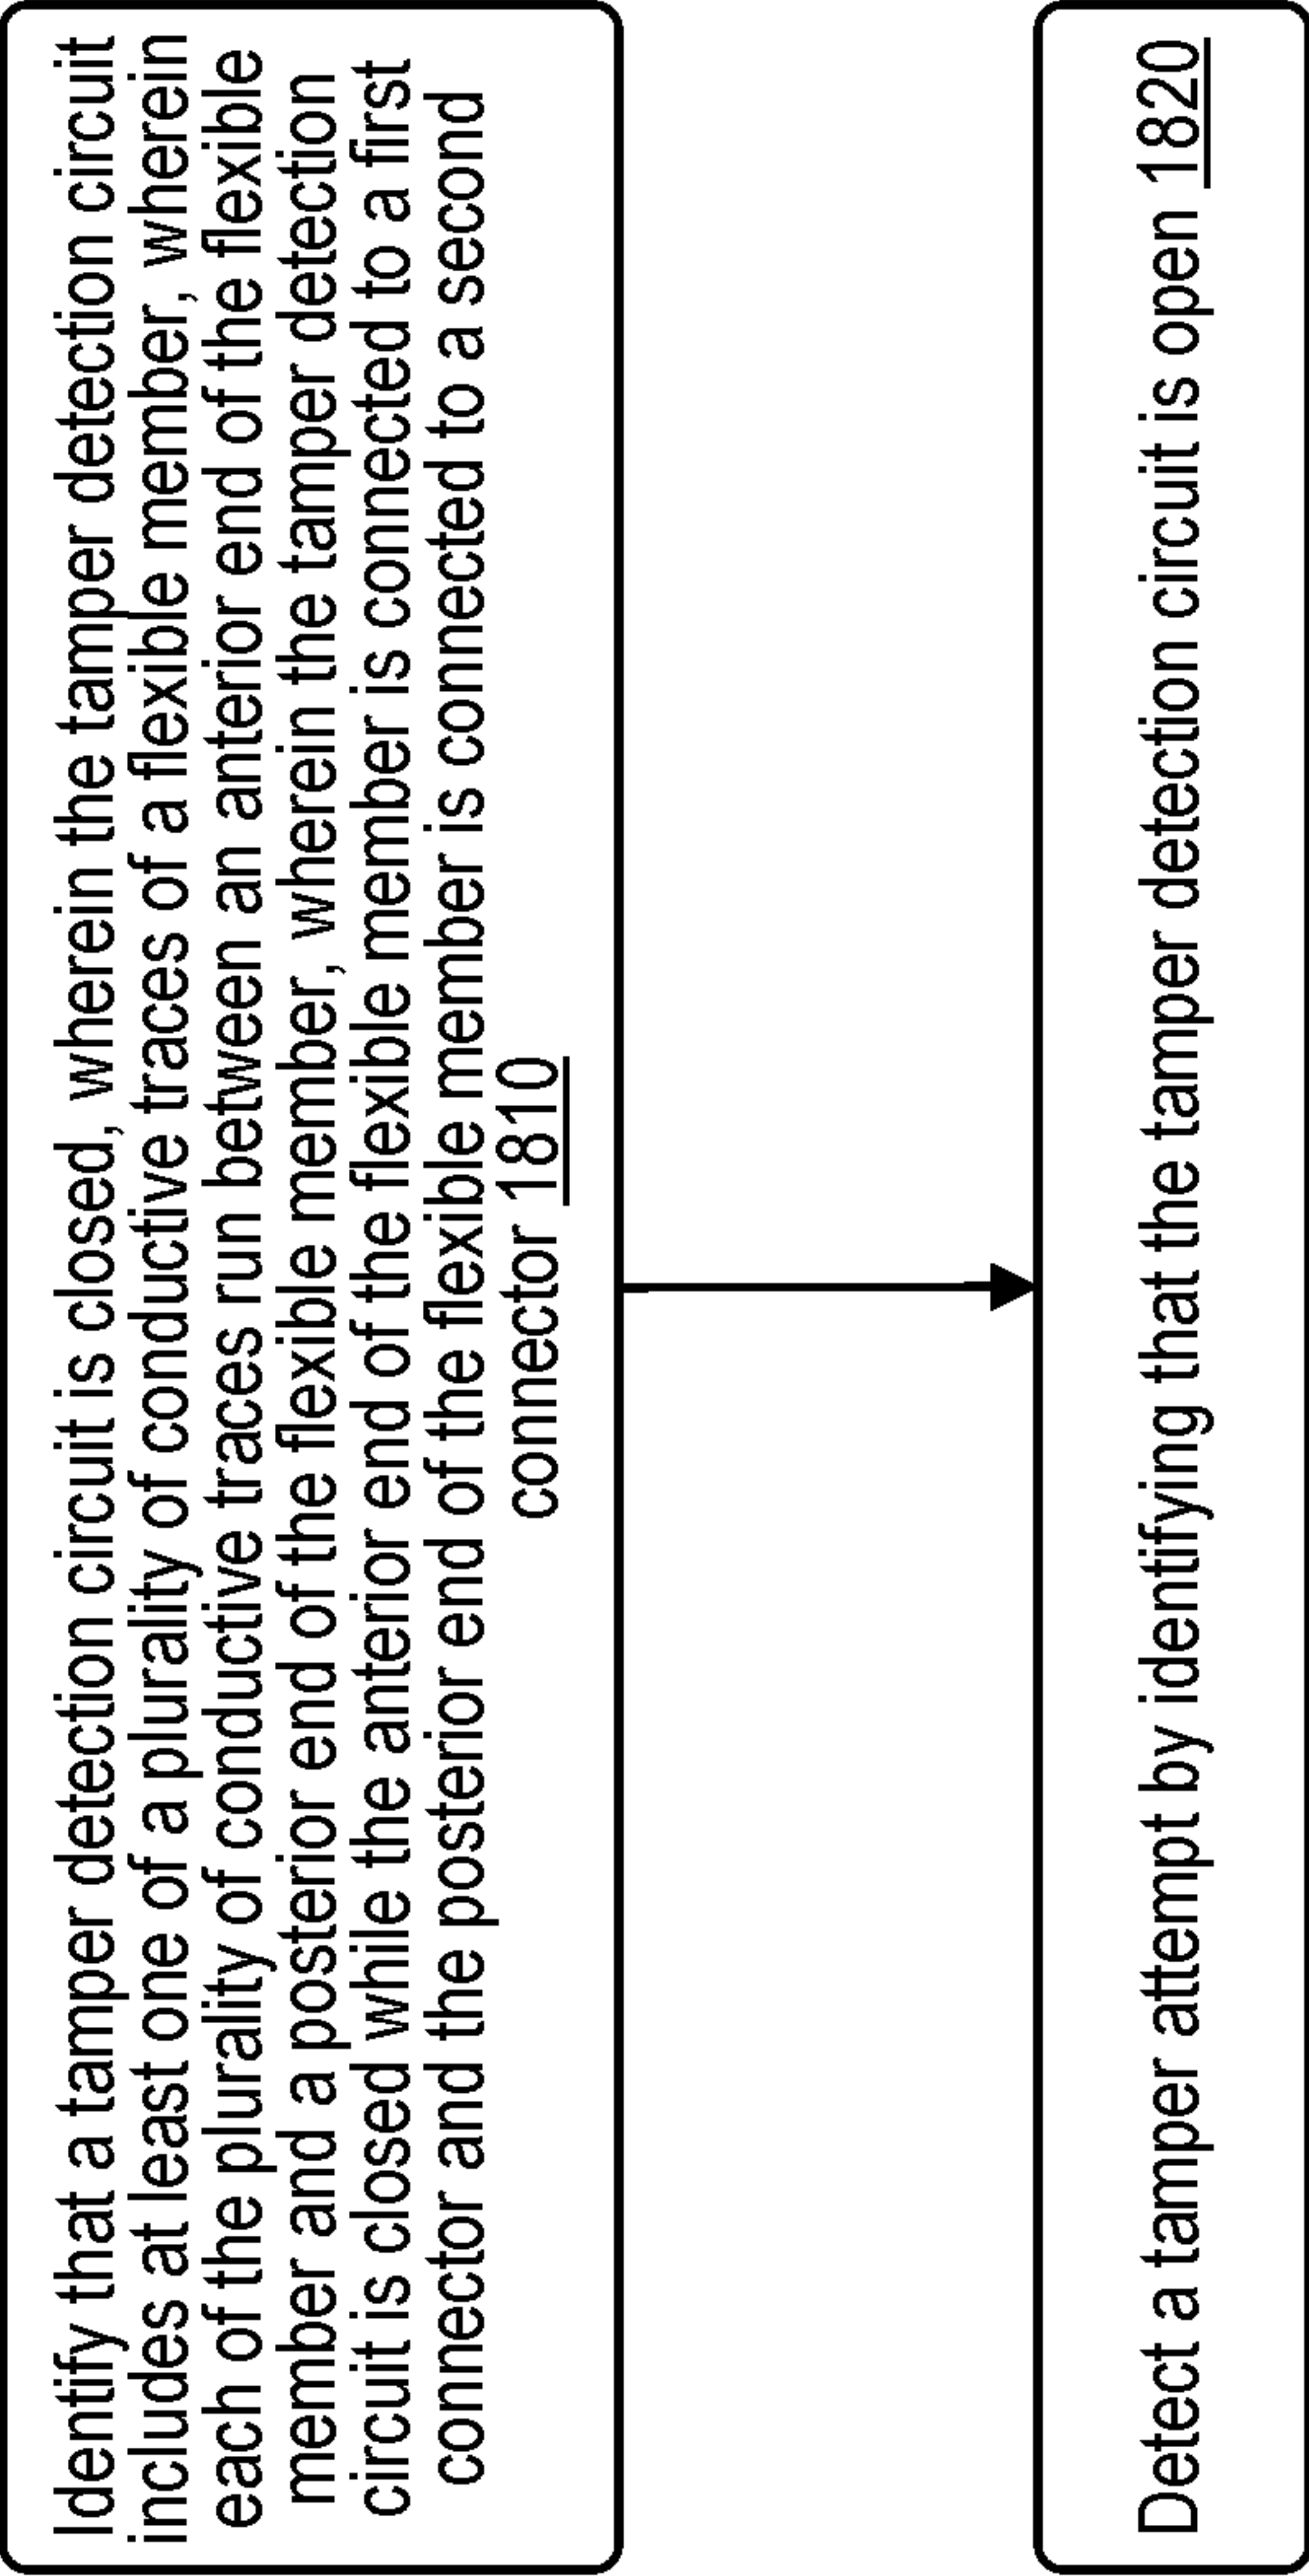 Identify that a tamper detection circuit is closed, wherein the tamper detection circuit
includes at least one of a plurality of conductive traces of a flexible member, wherein
each of the plurality of conductive traces run between an anterior end of the flexible
member and a posterior end of the flexible member, wherein the tamper detection
circuit is closed while the anterior end of the flexible member is connected to a first
connector and the posterior end of the flexible member is connected to a second
connector 1810
Detect a tamper attempt by identifying that the tamper detection circuit is open 1820